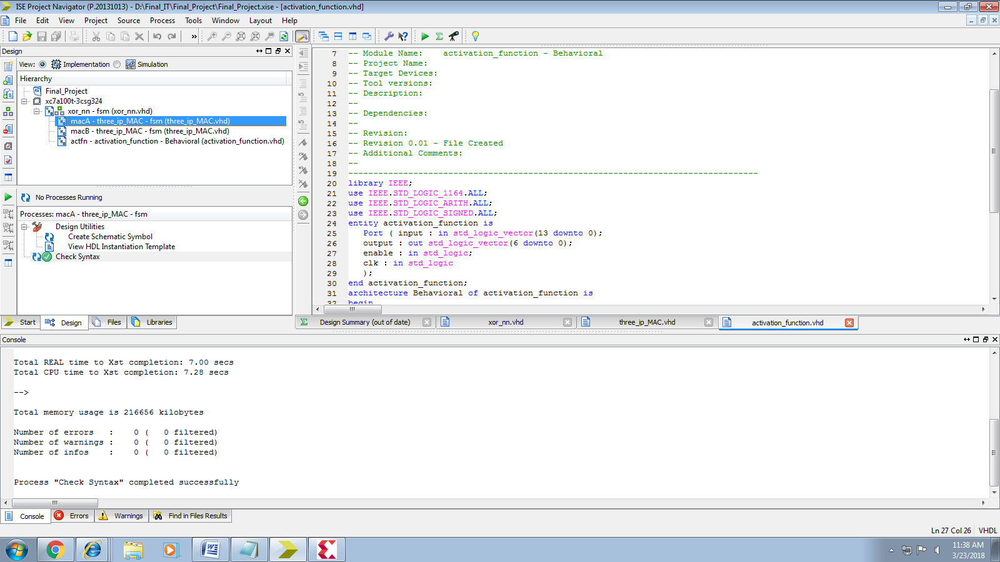 ISE Project Navigator (P.20131013) - D:\Final_IT\Final_Project\Final_Project.xise - [activation_function.vhd]
File Edit View Project Source Process Tools Window Layout Help
Design
View: Implementation Simulation
Hierarchy
Final_Project
xc7a100t-3csg324
xor_nn - fsm (xor_nn.vhd)
macA - three_ip_MAC - fsm (three_ip_MAC.vhd)
macB - three_ip_MAC - fsm (three_ip_MAC.vhd)
actfn - activation_function - Behavioral (activation_function.vhd)
No Processes Running
Processes: macA - three_ip_MAC - fsm
Design Utilities
Create Schematic Symbol
View HDL Instantiation Template
Check Syntax
Start Design Files Libraries
7 -- Module Name:    activation_function - Behavioral
8 -- Project Name:
9 -- Target Devices:
10 -- Tool versions:
11 -- Description:
12 --
13 -- Dependencies:
14 --
15 -- Revision:
16 -- Revision 0.01 - File Created
17 -- Additional Comments:
18 --
19 ----------------------------------------------------------------------------------
20 library IEEE;
21 use IEEE.STD_LOGIC_1164.ALL;
22 use IEEE.STD_LOGIC_ARITH.ALL;
23 use IEEE.STD_LOGIC_SIGNED.ALL;
24 entity activation_function is
25    Port ( input : in std_logic_vector(13 downto 0);
26    output : out std_logic_vector(6 downto 0);
27    enable : in std_logic;
28    clk : in std_logic
29    );
30 end activation_function;
31 architecture Behavioral of activation_function is
32 begin
Design Summary (out of date) xor_nn.vhd three_ip_MAC.vhd activation_function.vhd
Console
Total REAL time to Xst completion: 7.00 secs
Total CPU time to Xst completion: 7.28 secs
-->
Total memory usage is 216656 kilobytes
Number of errors   :    0 (   0 filtered)
Number of warnings :    0 (   0 filtered)
Number of infos    :    0 (   0 filtered)
Process "Check Syntax" completed successfully
Console Errors Warnings Find in Files Results
Ln 27 Col 26 VHDL
11:38 AM
3/23/2018